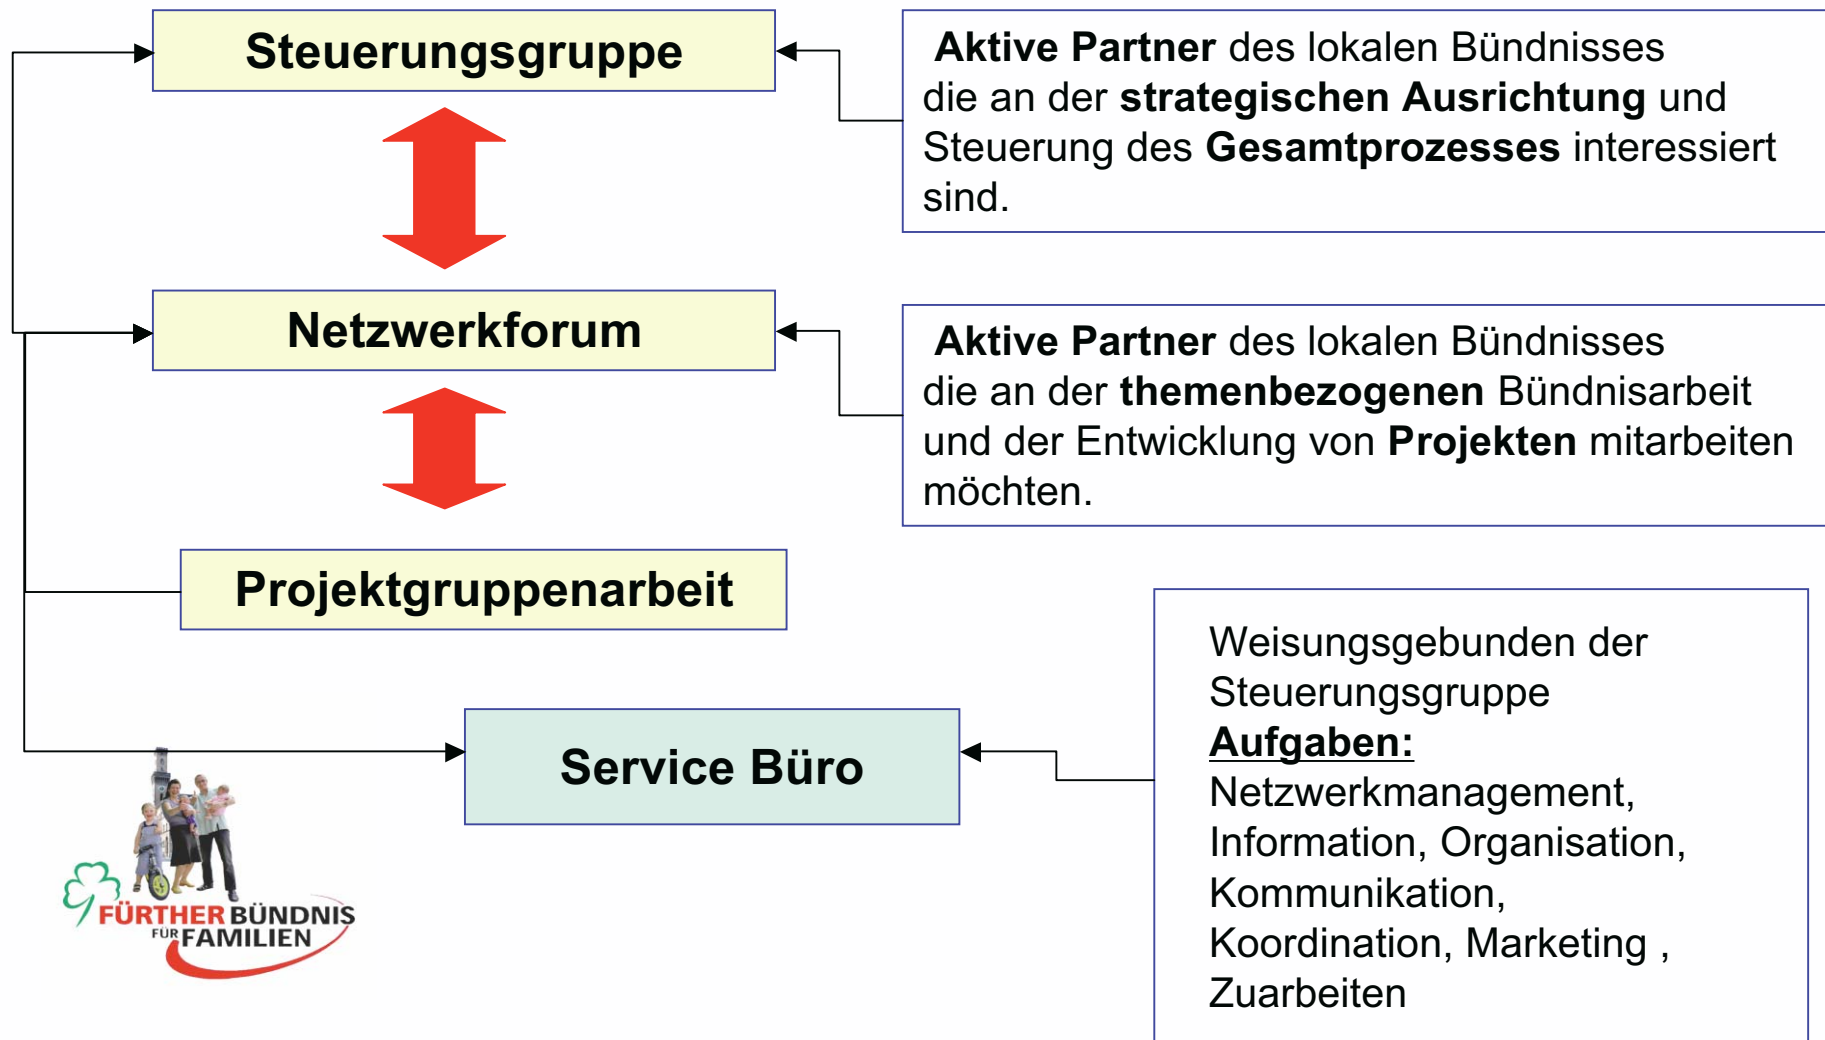 Steuerungsgruppe
Aktive Partner des lokalen Bündnisses
die an der strategischen Ausrichtung und
Steuerung des Gesamtprozesses interessiert
sind.
Netzwerkforum
Aktive Partner des lokalen Bündnisses
die an der themenbezogenen Bündnisarbeit
und der Entwicklung von Projekten mitarbeiten
möchten.
Projektgruppenarbeit
Service Büro
Weisungsgebunden der
Steuerungsgruppe
Aufgaben:
Netzwerkmanagement,
Information, Organisation,
Kommunikation,
Koordination, Marketing ,
Zuarbeiten
FÜRTHER BÜNDNIS
FÜR FAMILIEN